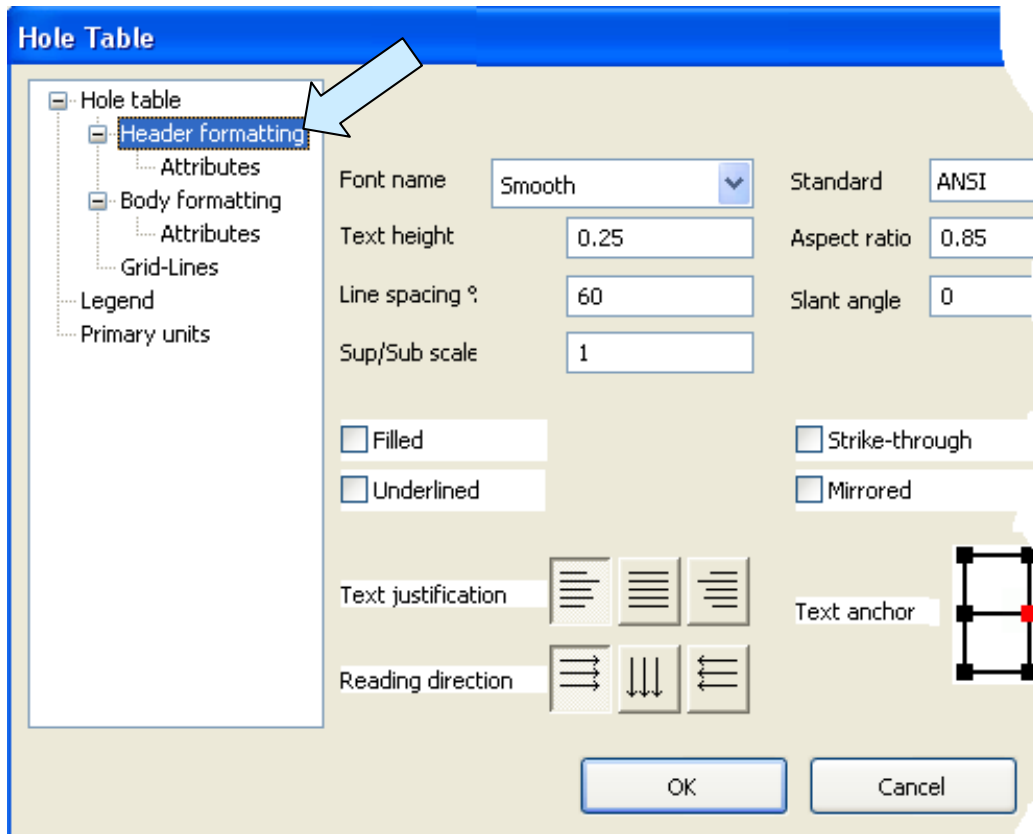 Hole Table
Hole table
Header formatting
Attributes
Body formatting
Attributes
Grid-Lines
Legend
Primary units
Font name
Smooth
Standard
ANSI
Text height
0.25
Aspect ratio
0.85
Line spacing %
60
Slant angle
0
Sup/Sub scale
1
Filled
Strike-through
Underlined
Mirrored
Text justification
Text anchor
Reading direction
OK
Cancel